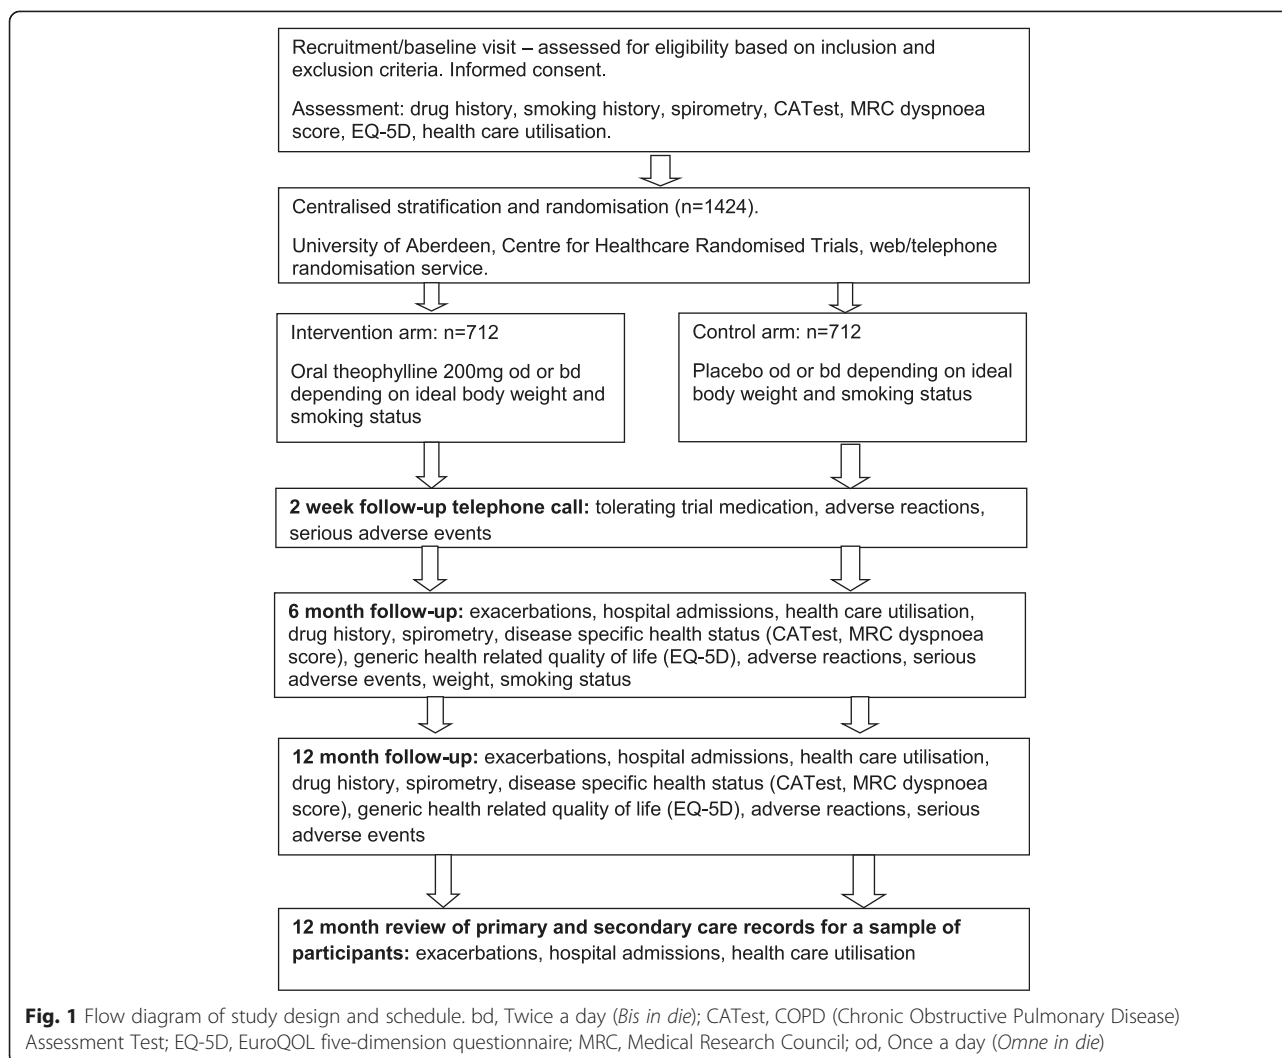 Recruitment/baseline visit – assessed for eligibility based on inclusion and
exclusion criteria. Informed consent.
Assessment: drug history, smoking history, spirometry, CATest, MRC dyspnoea
score, EQ-5D, health care utilisation.
Centralised stratification and randomisation (n=1424).
University of Aberdeen, Centre for Healthcare Randomised Trials, web/telephone
randomisation service.
Intervention arm: n=712
Oral theophylline 200mg od or bd
depending on ideal body weight and
smoking status
Control arm: n=712
Placebo od or bd depending on ideal
body weight and smoking status
2 week follow-up telephone call: tolerating trial medication, adverse reactions,
serious adverse events
6 month follow-up: exacerbations, hospital admissions, health care utilisation,
drug history, spirometry, disease specific health status (CATest, MRC dyspnoea
score), generic health related quality of life (EQ-5D), adverse reactions, serious
adverse events, weight, smoking status
12 month follow-up: exacerbations, hospital admissions, health care utilisation,
drug history, spirometry, disease specific health status (CATest, MRC dyspnoea
score), generic health related quality of life (EQ-5D), adverse reactions, serious
adverse events
12 month review of primary and secondary care records for a sample of
participants: exacerbations, hospital admissions, health care utilisation
Fig. 1 Flow diagram of study design and schedule. bd, Twice a day (Bis in die); CATest, COPD (Chronic Obstructive Pulmonary Disease)
Assessment Test; EQ-5D, EuroQOL five-dimension questionnaire; MRC, Medical Research Council; od, Once a day (Omne in die)